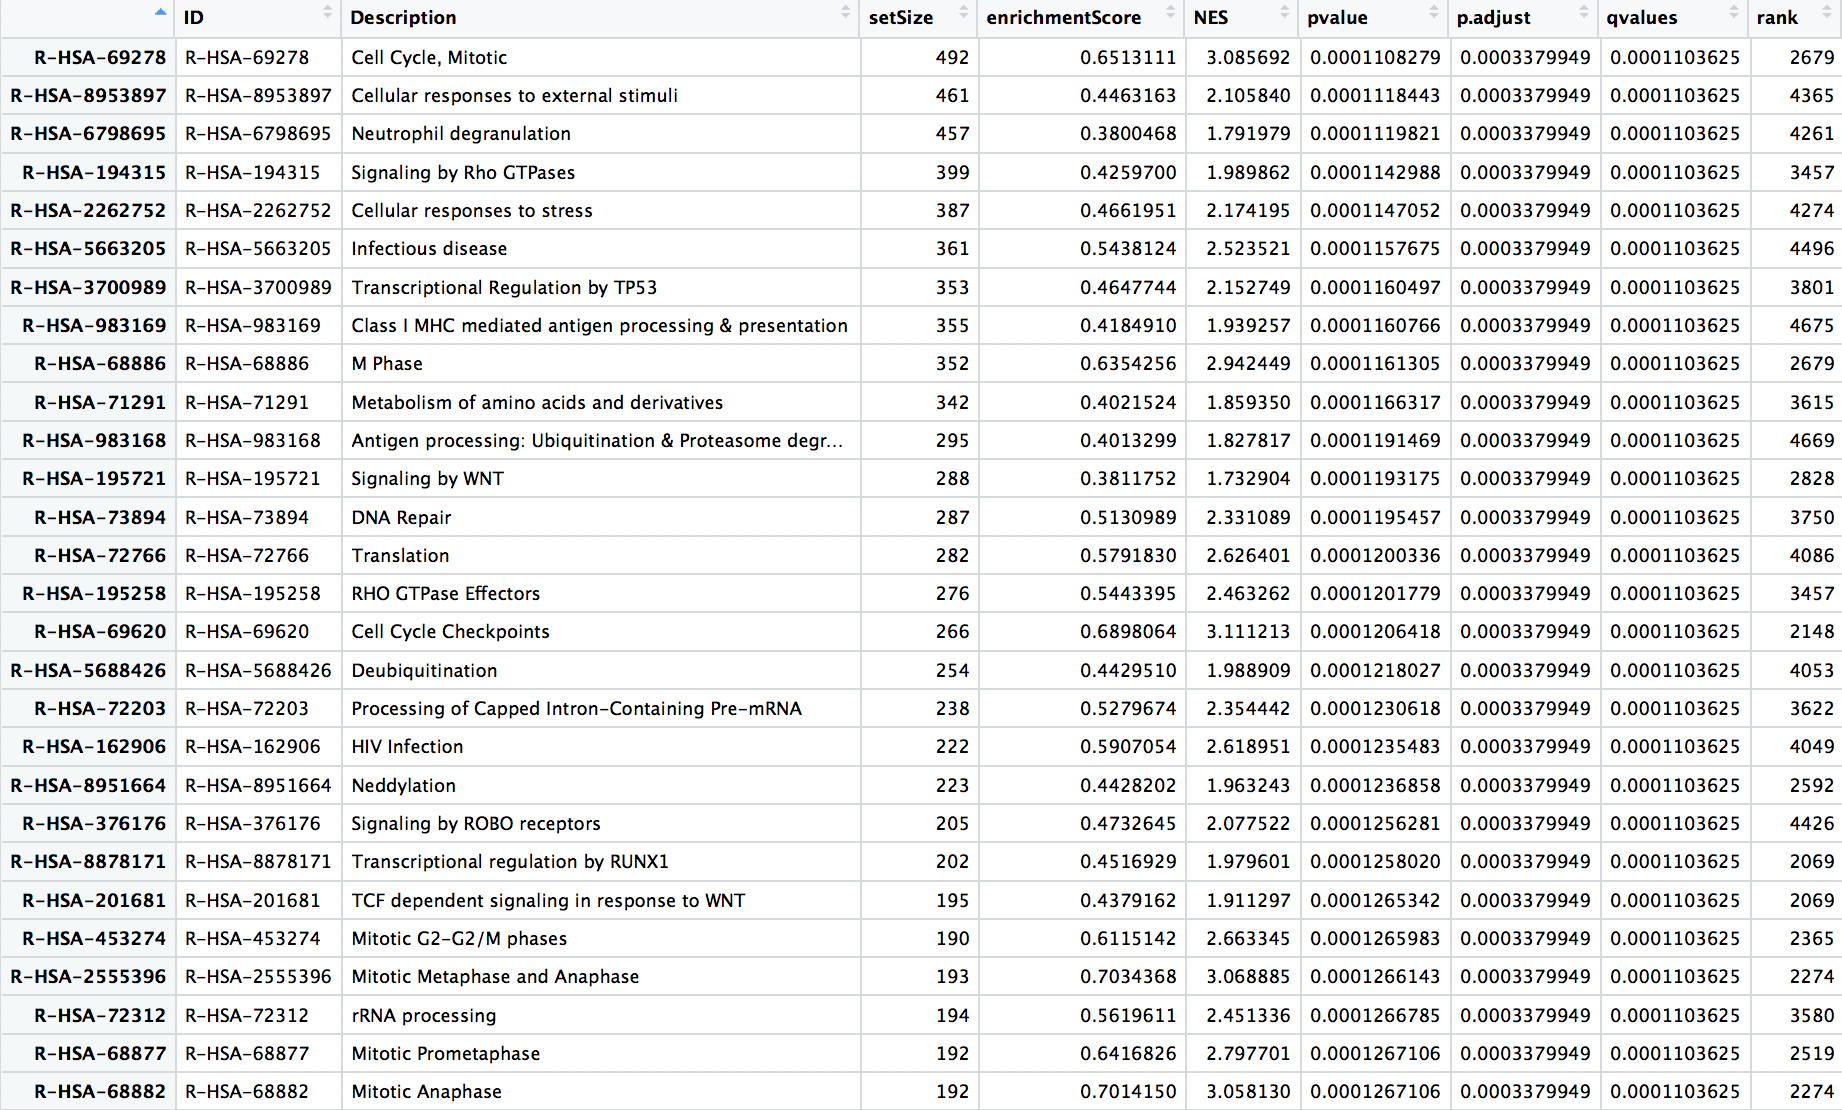 ID Description setSize enrichmentScore NES pvalue p.adjust qvalues rank
R-HSA-69278 R-HSA-69278 Cell Cycle, Mitotic 492 0.6513111 3.085692 0.0001108279 0.0003379949 0.0001103625 2679
R-HSA-8953897 R-HSA-8953897 Cellular responses to external stimuli 461 0.4463163 2.105840 0.0001118443 0.0003379949 0.0001103625 4365
R-HSA-6798695 R-HSA-6798695 Neutrophil degranulation 457 0.3800468 1.791979 0.0001119821 0.0003379949 0.0001103625 4261
R-HSA-194315 R-HSA-194315 Signaling by Rho GTPases 399 0.4259700 1.989862 0.0001142988 0.0003379949 0.0001103625 3457
R-HSA-2262752 R-HSA-2262752 Cellular responses to stress 387 0.4661951 2.174195 0.0001147052 0.0003379949 0.0001103625 4274
R-HSA-5663205 R-HSA-5663205 Infectious disease 361 0.5438124 2.523521 0.0001157675 0.0003379949 0.0001103625 4496
R-HSA-3700989 R-HSA-3700989 Transcriptional Regulation by TP53 353 0.4647744 2.152749 0.0001160497 0.0003379949 0.0001103625 3801
R-HSA-983169 R-HSA-983169 Class I MHC mediated antigen processing & presentation 355 0.4184910 1.939257 0.0001160766 0.0003379949 0.0001103625 4675
R-HSA-68886 R-HSA-68886 M Phase 352 0.6354256 2.942449 0.0001161305 0.0003379949 0.0001103625 2679
R-HSA-71291 R-HSA-71291 Metabolism of amino acids and derivatives 342 0.4021524 1.859350 0.0001166317 0.0003379949 0.0001103625 3615
R-HSA-983168 R-HSA-983168 Antigen processing: Ubiquitination & Proteasome degr... 295 0.4013299 1.827817 0.0001191469 0.0003379949 0.0001103625 4669
R-HSA-195721 R-HSA-195721 Signaling by WNT 288 0.3811752 1.732904 0.0001193175 0.0003379949 0.0001103625 2828
R-HSA-73894 R-HSA-73894 DNA Repair 287 0.5130989 2.331089 0.0001195457 0.0003379949 0.0001103625 3750
R-HSA-72766 R-HSA-72766 Translation 282 0.5791830 2.626401 0.0001200336 0.0003379949 0.0001103625 4086
R-HSA-195258 R-HSA-195258 RHO GTPase Effectors 276 0.5443395 2.463262 0.0001201779 0.0003379949 0.0001103625 3457
R-HSA-69620 R-HSA-69620 Cell Cycle Checkpoints 266 0.6898064 3.111213 0.0001206418 0.0003379949 0.0001103625 2148
R-HSA-5688426 R-HSA-5688426 Deubiquitination 254 0.4429510 1.988909 0.0001218027 0.0003379949 0.0001103625 4053
R-HSA-72203 R-HSA-72203 Processing of Capped Intron-Containing Pre-mRNA 238 0.5279674 2.354442 0.0001230618 0.0003379949 0.0001103625 3622
R-HSA-162906 R-HSA-162906 HIV Infection 222 0.5907054 2.618951 0.0001235483 0.0003379949 0.0001103625 4049
R-HSA-8951664 R-HSA-8951664 Neddylation 223 0.4428202 1.963243 0.0001236858 0.0003379949 0.0001103625 2592
R-HSA-376176 R-HSA-376176 Signaling by ROBO receptors 205 0.4732645 2.077522 0.0001256281 0.0003379949 0.0001103625 4426
R-HSA-8878171 R-HSA-8878171 Transcriptional regulation by RUNX1 202 0.4516929 1.979601 0.0001258020 0.0003379949 0.0001103625 2069
R-HSA-201681 R-HSA-201681 TCF dependent signaling in response to WNT 195 0.4379162 1.911297 0.0001265342 0.0003379949 0.0001103625 2069
R-HSA-453274 R-HSA-453274 Mitotic G2-G2/M phases 190 0.6115142 2.663345 0.0001265983 0.0003379949 0.0001103625 2365
R-HSA-2555396 R-HSA-2555396 Mitotic Metaphase and Anaphase 193 0.7034368 3.068885 0.0001266143 0.0003379949 0.0001103625 2274
R-HSA-72312 R-HSA-72312 rRNA processing 194 0.5619611 2.451336 0.0001266785 0.0003379949 0.0001103625 3580
R-HSA-68877 R-HSA-68877 Mitotic Prometaphase 192 0.6416826 2.797701 0.0001267106 0.0003379949 0.0001103625 2519
R-HSA-68882 R-HSA-68882 Mitotic Anaphase 192 0.7014150 3.058130 0.0001267106 0.0003379949 0.0001103625 2274